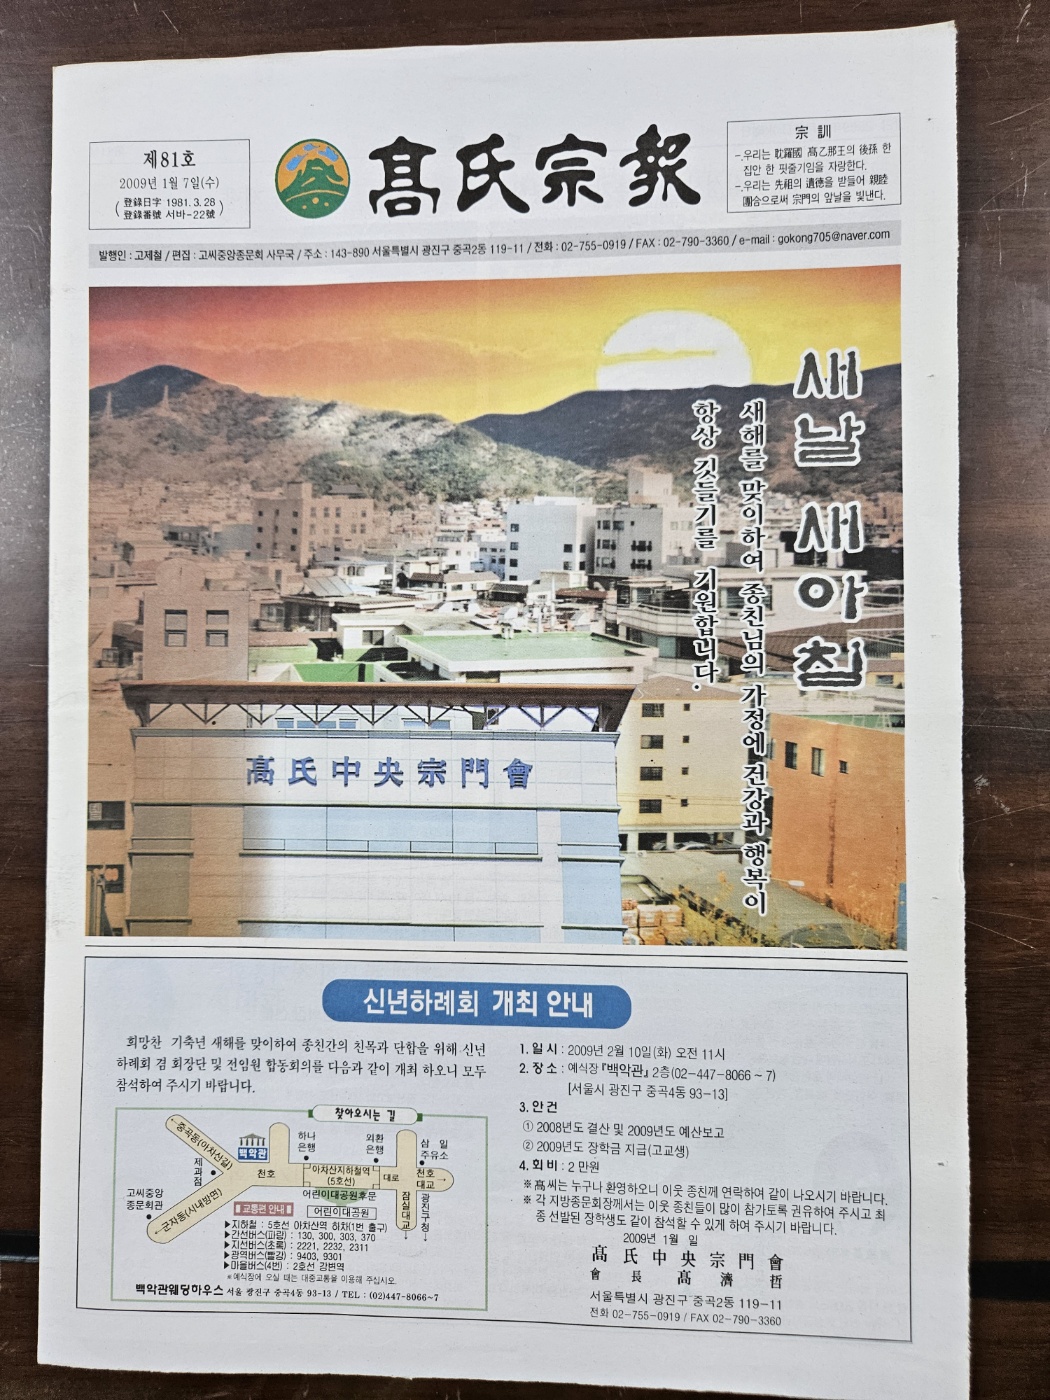 제81호
2009년 1월 7일(수)
(登錄日字 1981.3.28
登錄番號 서바-22號)
高氏宗報
宗 訓
-.우리는 耽羅國 髙乙那王의 後孫 한
집안 한 핏줄기임을 자랑한다.
-.우리는 先祖의 遺德을 받들어 親睦
團合으로써 宗門의 앞날을 빛낸다.
발행인 : 고제철 / 편집 : 고씨중앙종문회 사무국 / 주소 : 143-890 서울특별시 광진구 중곡2동 119-11 / 전화 : 02-755-0919 / FAX : 02-790-3360 / e-mail : gokong705@naver.com
새날 새아침
새해를 맞이하여 종친님의 가정에 건강과 행복이
항상 깃들기를 기원합니다.
髙氏中央宗門會
신년하례회 개최 안내
희망찬 기축년 새해를 맞이하여 종친간의 친목과 단합을 위해 신년
하례회 겸 회장단 및 전임원 합동회의를 다음과 같이 개최 하오니 모두
참석하여 주시기 바랍니다.
찾아오시는 길
중곡동(아차산길)
백악관
하나
은행
외환
은행
삼 일
주유소
제과점
천호
아차산지하철역
(5호선)
대로
천호
대교
어린이대공원후문
어린이대공원
고씨중앙
종문회관
군자동(시내방면)
잠실대교
광진구청
교통편 안내
▶지하철 : 5호선 아차산역 하차(1번 출구)
▶간선버스(파랑) : 130, 300, 303, 370
▶지선버스(초록) : 2221, 2232, 2311
▶광역버스(빨강) : 9403, 9301
▶마을버스(4번) : 2호선 강변역
※예식장에 오실 때는 대중교통을 이용해 주십시오.
백악관웨딩하우스 서울 광진구 중곡4동 93-13 / TEL : (02)447-8066~7
1. 일 시 : 2009년 2월 10일(화) 오전 11시
2. 장 소 : 예식장 『백악관』 2층(02-447-8066 ~ 7)
[서울시 광진구 중곡4동 93-13]
3. 안 건
① 2008년도 결산 및 2009년도 예산보고
② 2009년도 장학금 지급(고교생)
4. 회 비 : 2 만원
※ 髙씨는 누구나 환영하오니 이웃 종친께 연락하여 같이 나오시기 바랍니다.
※ 각 지방종문회장께서는 이웃 종친들이 많이 참가토록 권유하여 주시고 최
종 선발된 장학생도 같이 참석할 수 있게 하여 주시기 바랍니다.
2009년 1월 일
髙 氏 中 央 宗 門 會
會 長 髙 濟 哲
서울특별시 광진구 중곡2동 119-11
전화 02-755-0919 / FAX 02-790-3360